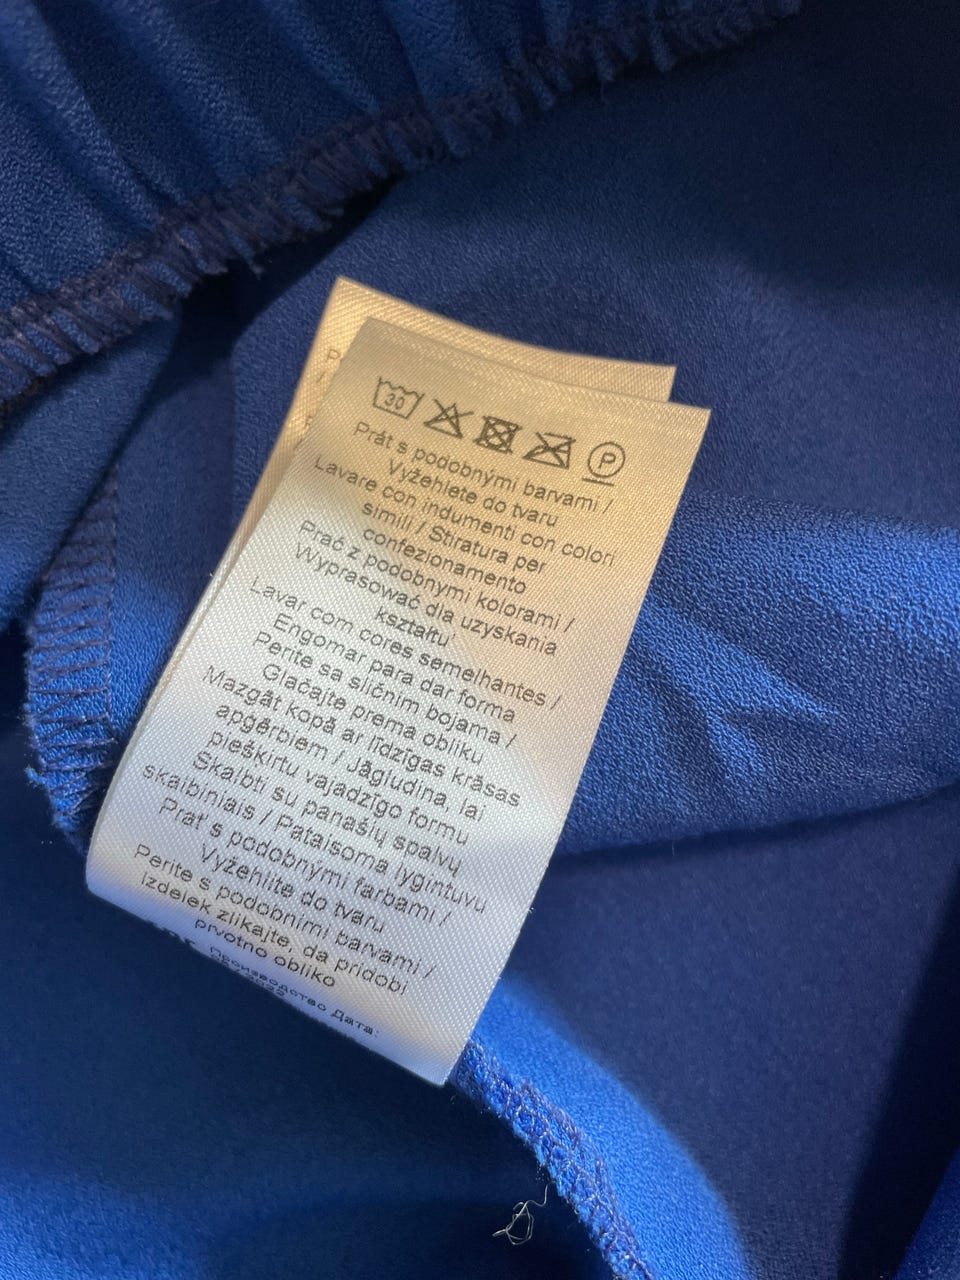 30
P
Prát s podobnými barvami /
Vyžehlete do tvaru
Lavare con indumenti con colori
simili / Stiratura per
confezionamento
Prać z podobnymi kolorami /
Wyprasować dla uzyskania
kształtu'
Lavar com cores semelhantes /
Engomar para dar forma
Perite sa sličnim bojama /
Glačajte prema obliku
Mazgāt kopā ar līdzīgas krāsas
apģērbiem / Jāgludina, lai
piešķirtu vajadzīgo formu
Skalbti su panašių spalvų
skalbiniais / Pataisoma lygintuvu
Prat' s podobnými farbami /
Vyžehlite do tvaru
Perite s podobnimi barvami /
Izdelek zlikajte, da pridobi
prvotno obliko
Производство Дата: